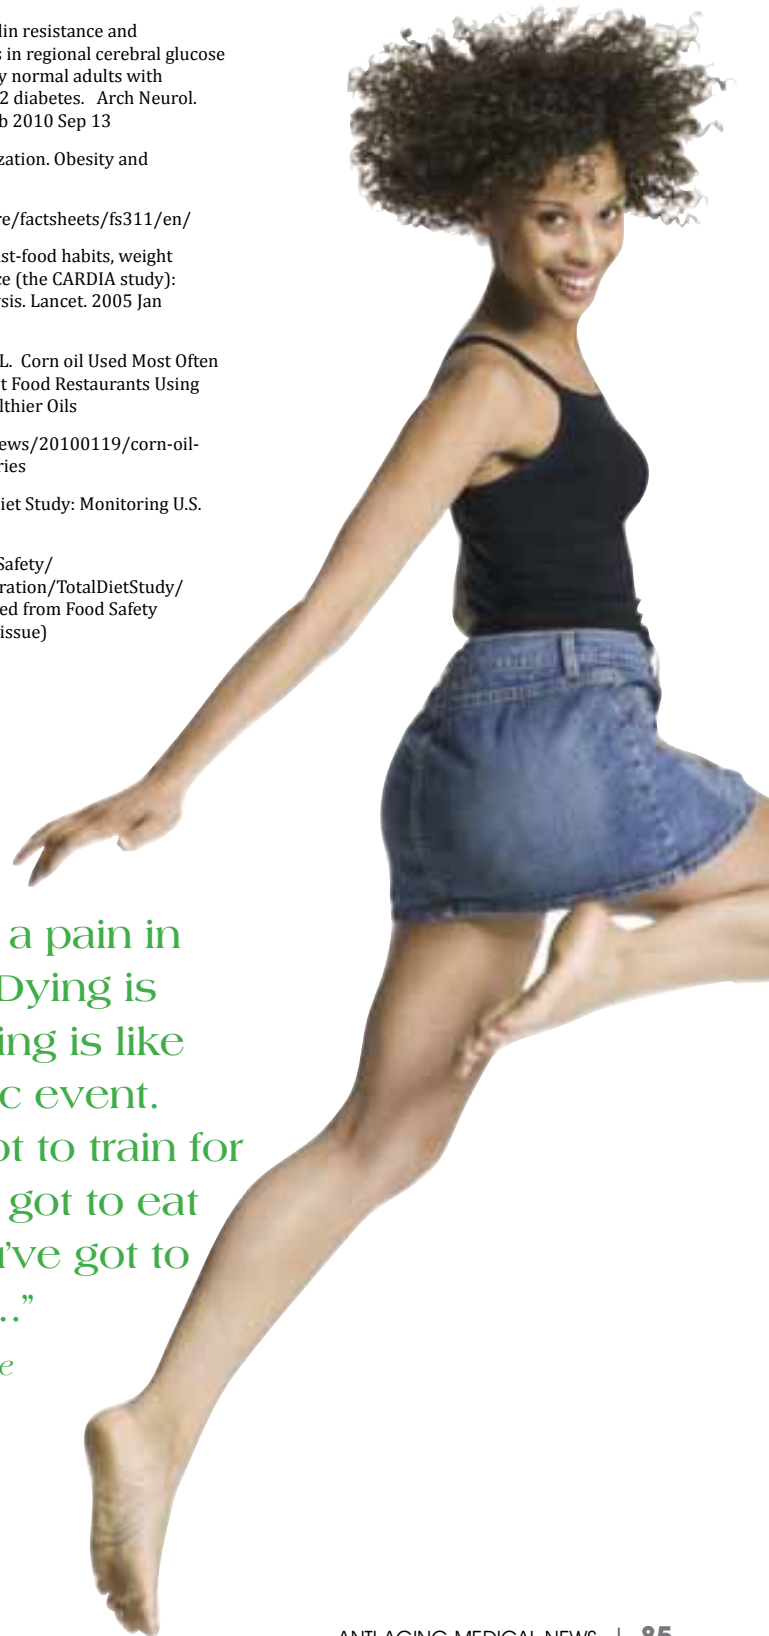 lin resistance and
s in regional cerebral glucose
y normal adults with
2 diabetes. Arch Neurol.
b 2010 Sep 13
zation. Obesity and
re/factsheets/fs311/en/
st-food habits, weight
ce (the CARDIA study):
sis. Lancet. 2005 Jan
L. Corn oil Used Most Often
t Food Restaurants Using
lthier Oils
ews/20100119/corn-oil-
ries
iet Study: Monitoring U.S.
Safety/
ration/TotalDietStudy/
ed from Food Safety
issue)
a pain in
Dying is
ing is like
c event.
ot to train for
got to eat
u’ve got to
...”
e
ANTI-AGING MEDICAL NEWS | 85